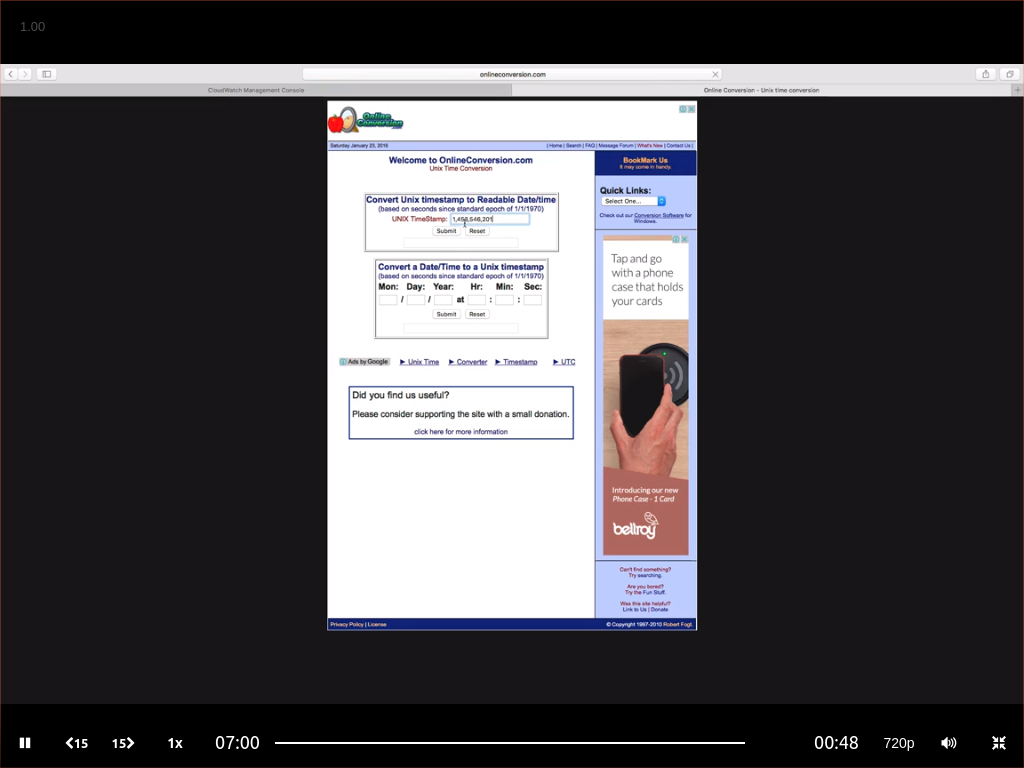 1.00
onlineconversion.com
CloudWatch Management Console
Online Conversion - Unix time conversion
Online Conversion
Saturday January 23, 2016
| Home | Search | FAQ | Message Forum | What's New | Contact Us |
Welcome to OnlineConversion.com
Unix Time Conversion
Convert Unix timestamp to Readable Date/time
(based on seconds since standard epoch of 1/1/1970)
UNIX TimeStamp:
Submit Reset
Convert a Date/Time to a Unix timestamp
(based on seconds since standard epoch of 1/1/1970)
Mon: Day: Year: Hr: Min: Sec:
/ / at : :
Submit Reset
Ads by Google ► Unix Time ► Converter ► Timestamp ► UTC
Did you find us useful?
Please consider supporting the site with a small donation.
click here for more information
BookMark Us
It may come in handy.
Quick Links:
Select One...
Check out our Conversion Software for
Windows.
Tap and go
with a phone
case that holds
your cards
Introducing our new
Phone Case - 1 Card
bellroy
Can't find something?
Try searching.
Are you bored?
Try the Fun Stuff.
Was this site helpful?
Link to Us | Donate
Privacy Policy | License
© Copyright 1997-2010 Robert Fogt.
15 15 1x 07:00 00:48 720p